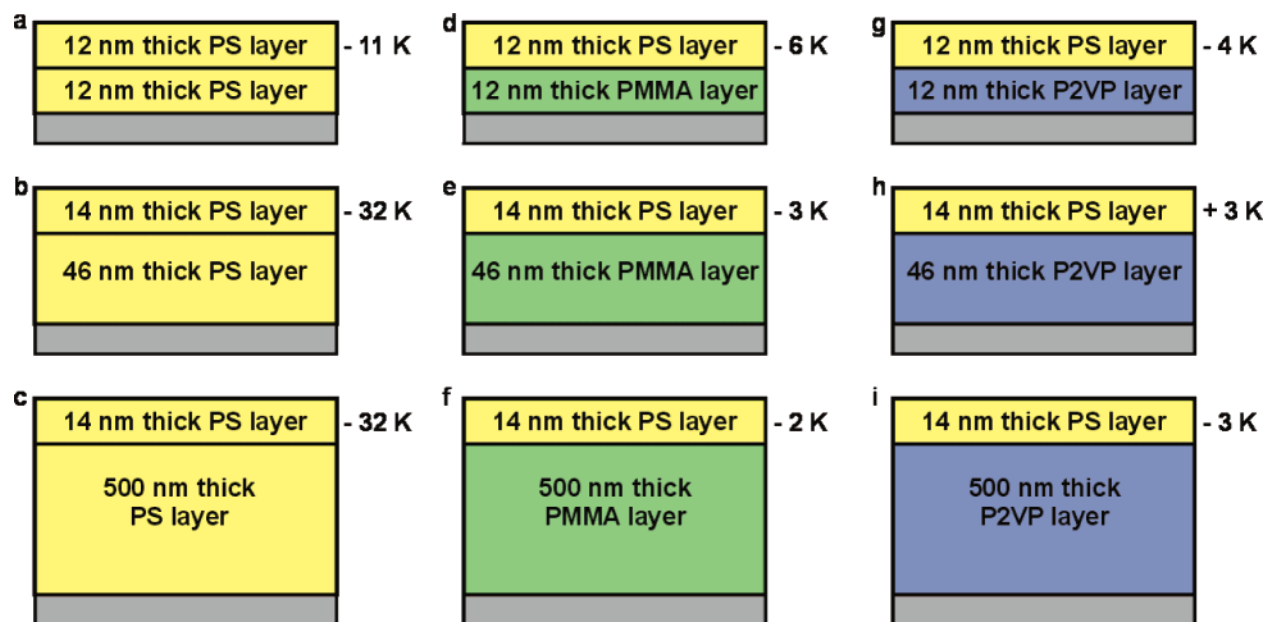 a
12 nm thick PS layer - 11 K
12 nm thick PS layer
d
12 nm thick PS layer - 6 K
12 nm thick PMMA layer
g
12 nm thick PS layer - 4 K
12 nm thick P2VP layer
b
14 nm thick PS layer - 32 K
46 nm thick PS layer
e
14 nm thick PS layer - 3 K
46 nm thick PMMA layer
h
14 nm thick PS layer + 3 K
46 nm thick P2VP layer
c
14 nm thick PS layer - 32 K
500 nm thick
PS layer
f
14 nm thick PS layer - 2 K
500 nm thick
PMMA layer
i
14 nm thick PS layer - 3 K
500 nm thick
P2VP layer